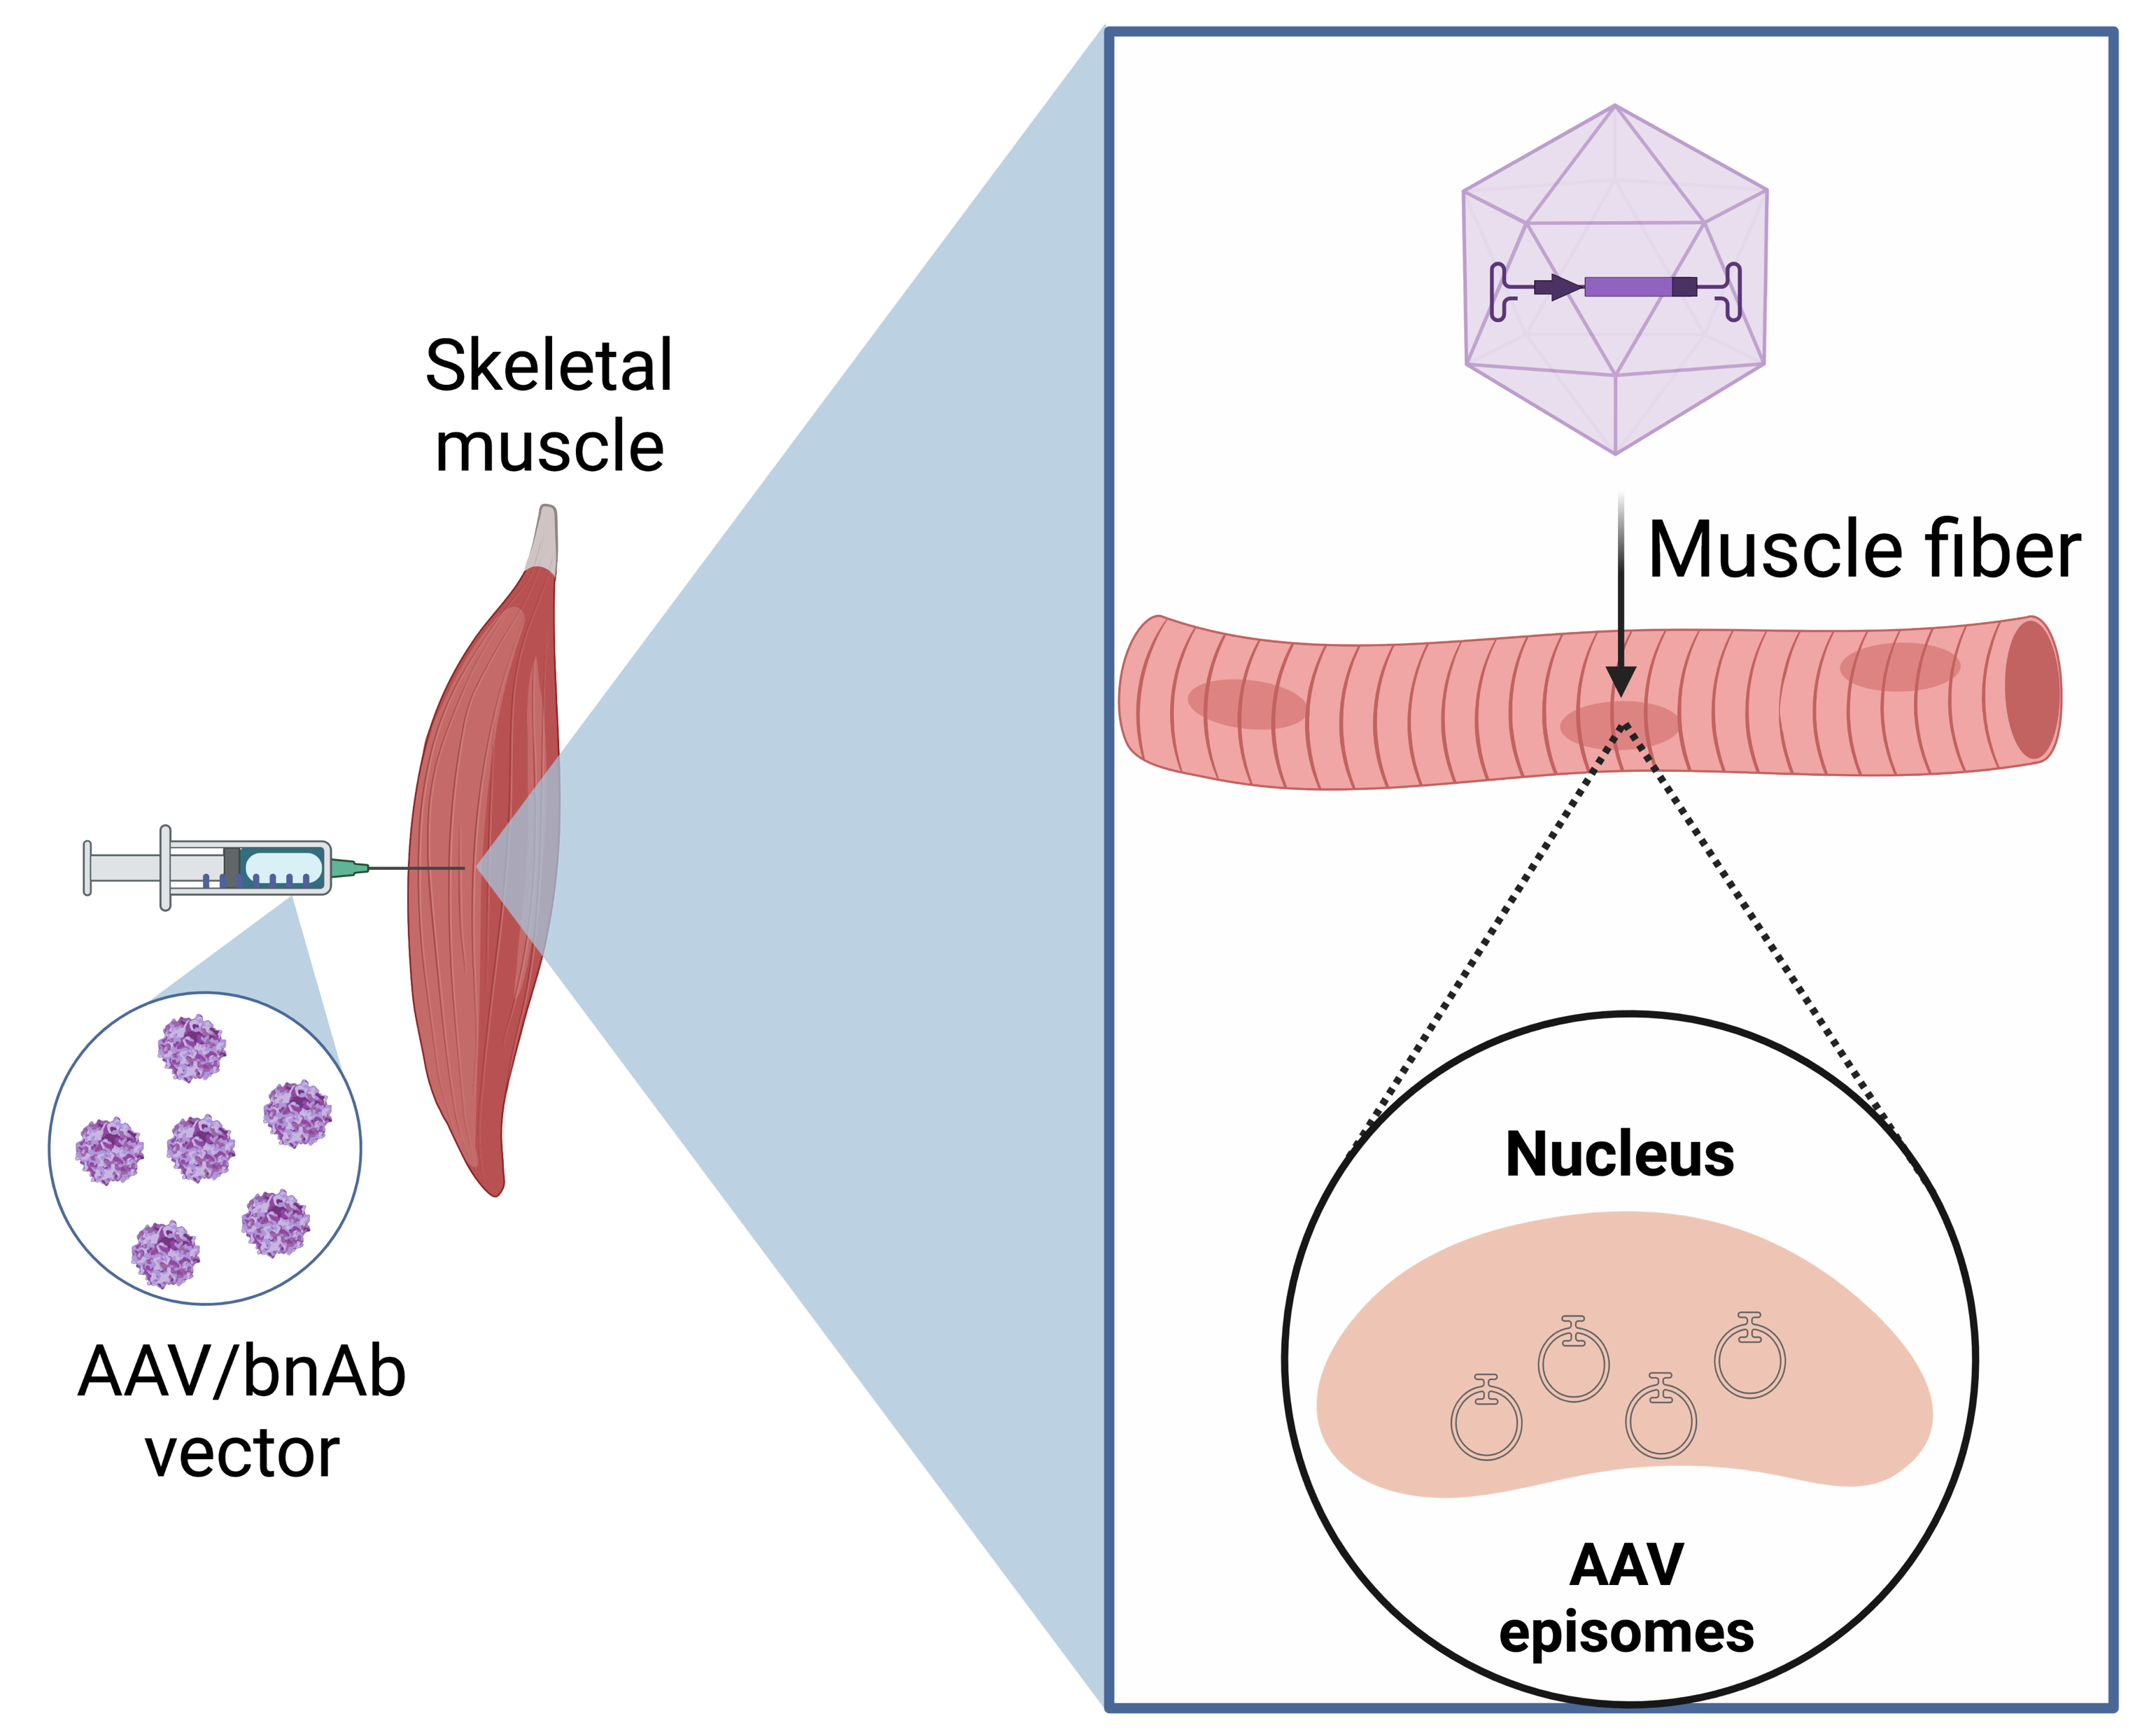 Skeletal
muscle
AAV/bnAb
vector
Muscle fiber
Nucleus
AAV
episomes